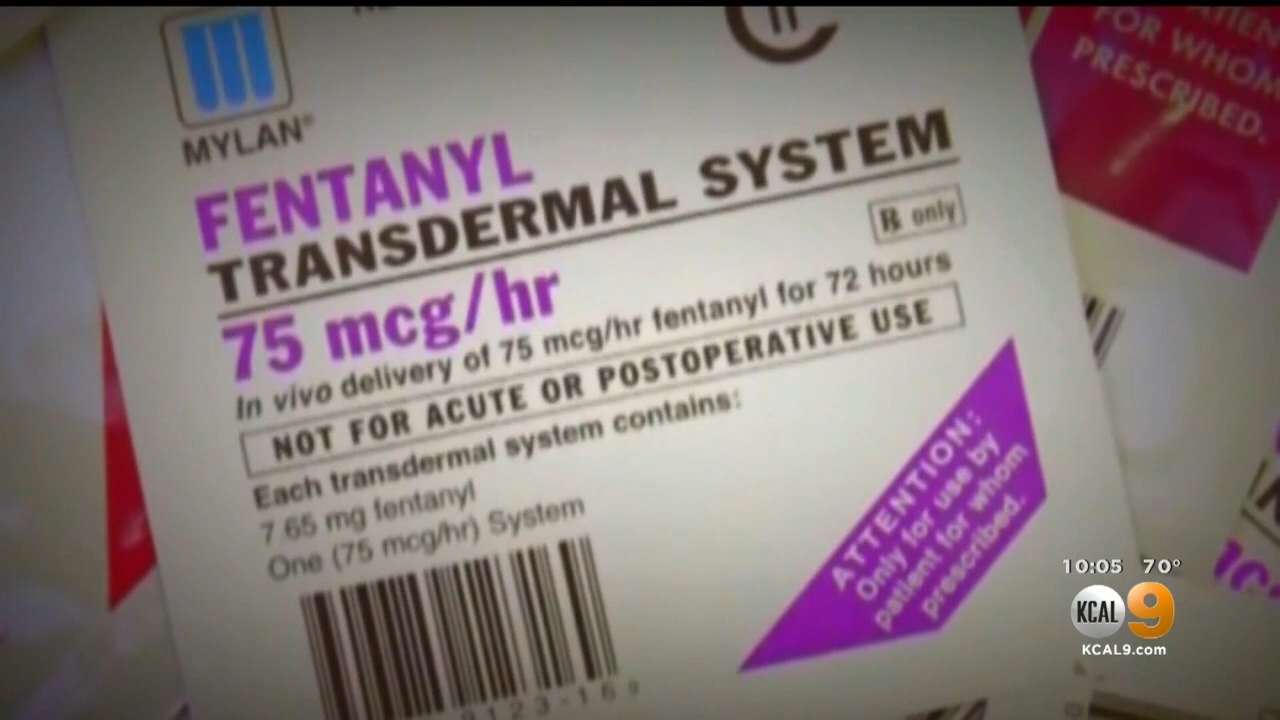 MYLAN®
FENTANYL
TRANSDERMAL SYSTEM
℞ only
75 mcg/hr
In vivo delivery of 75 mcg/hr fentanyl for 72 hours
NOT FOR ACUTE OR POSTOPERATIVE USE
Each transdermal system contains:
7.65 mg fentanyl
One (75 mcg/hr) System
ATTENTION:
Only for use by
patient for whom
prescribed.
FOR WHOM
PRESCRIBED.
10:05 70°
KCAL 9
KCAL9.com